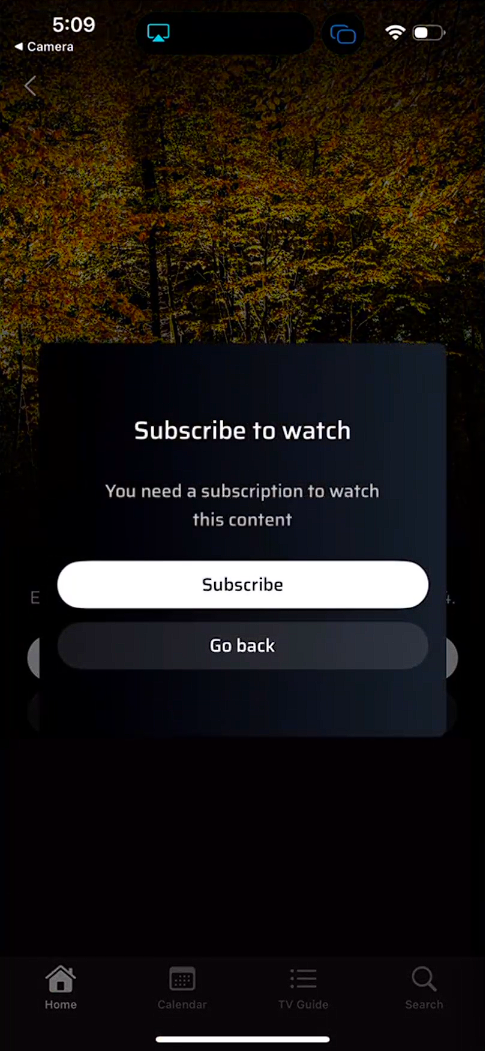 5:09
◀ Camera
Subscribe to watch
You need a subscription to watch
this content
Subscribe
E
4.
Go back
Home
Calendar
TV Guide
Search